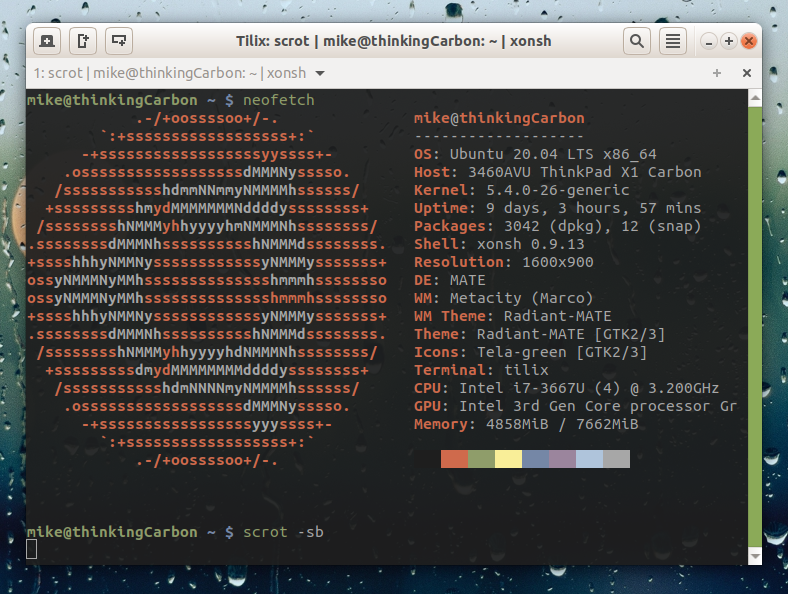 Tilix: scrot | mike@thinkingCarbon: ~ | xonsh
1: scrot | mike@thinkingCarbon: ~ | xonsh
mike@thinkingCarbon ~ $ neofetch
.-/+oossssoo+/-.
`:+ssssssssssssssssss+:`
-+ssssssssssssssssssyyssss+-
.ossssssssssssssssssdMMMNysssso.
/ssssssssssshdmmNNmmyNMMMMhssssss/
+ssssssssshmydMMMMMMMNddddyssssssss+
/sssssssshNMMMyhhyyyyhmNMMMNhssssssss/
.ssssssssdMMMNhsssssssssshNMMMdssssssss.
+sssshhhyNMMNyssssssssssssyNMMMysssssss+
ossyNMMMNyMMhsssssssssssssshmmmhssssssso
ossyNMMMNyMMhsssssssssssssshmmmhssssssso
+sssshhhyNMMNyssssssssssssyNMMMysssssss+
.ssssssssdMMMNhsssssssssshNMMMdssssssss.
/sssssssshNMMMyhhyyyyhdNMMMNhssssssss/
+sssssssssdmydMMMMMMMMddddyssssssss+
/ssssssssssshdmNNNNmyNMMMMhssssss/
.ossssssssssssssssssdMMMNysssso.
-+sssssssssssssssssyyyssss+-
`:+ssssssssssssssssss+:`
.-/+oossssoo+/-.
mike@thinkingCarbon
-------------------
OS: Ubuntu 20.04 LTS x86_64
Host: 3460AVU ThinkPad X1 Carbon
Kernel: 5.4.0-26-generic
Uptime: 9 days, 3 hours, 57 mins
Packages: 3042 (dpkg), 12 (snap)
Shell: xonsh 0.9.13
Resolution: 1600x900
DE: MATE
WM: Metacity (Marco)
WM Theme: Radiant-MATE
Theme: Radiant-MATE [GTK2/3]
Icons: Tela-green [GTK2/3]
Terminal: tilix
CPU: Intel i7-3667U (4) @ 3.200GHz
GPU: Intel 3rd Gen Core processor Gr
Memory: 4858MiB / 7662MiB
mike@thinkingCarbon ~ $ scrot -sb